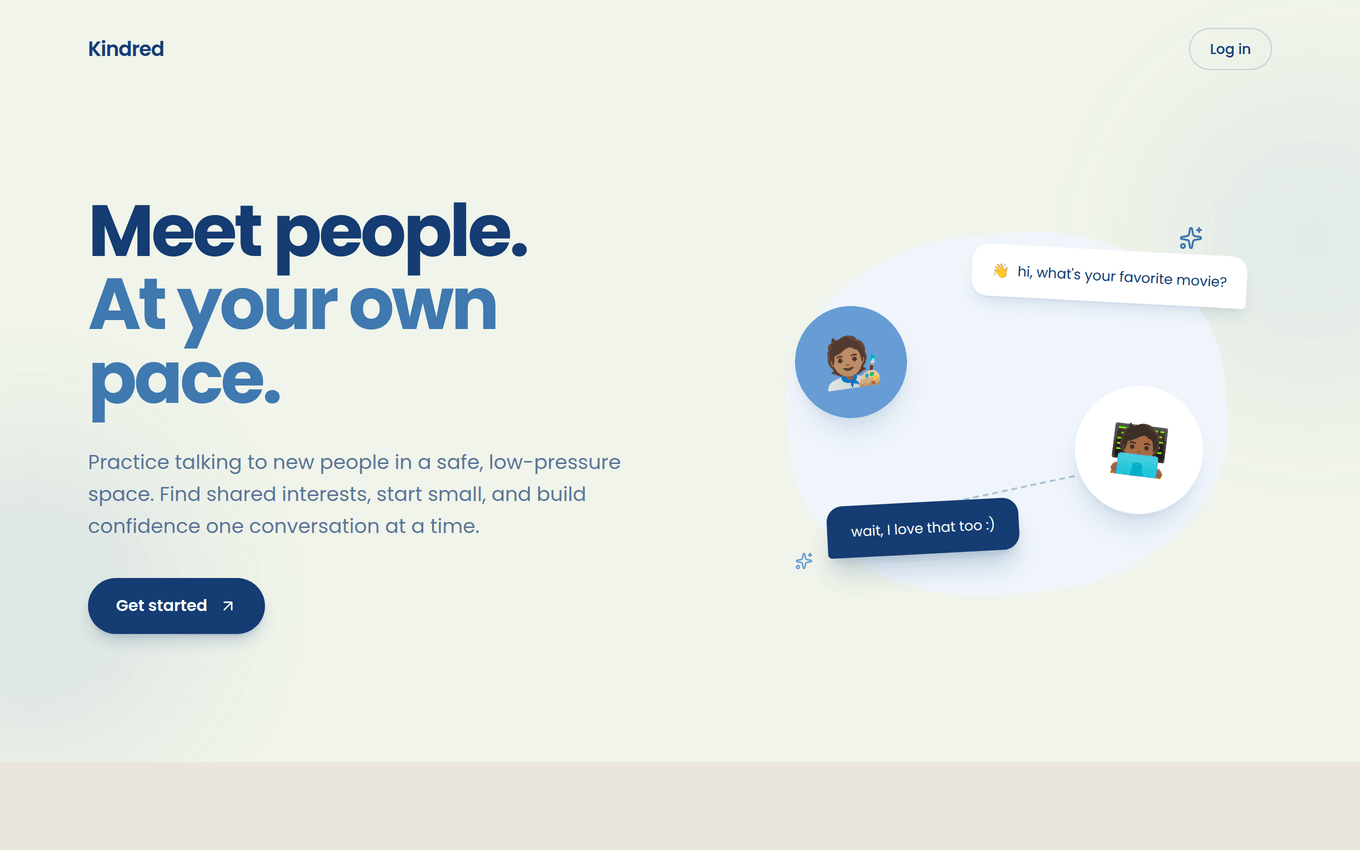 Kindred
Log in
Meet people.
At your own
pace.
Practice talking to new people in a safe, low-pressure
space. Find shared interests, start small, and build
confidence one conversation at a time.
Get started
👋 hi, what's your favorite movie?
wait, I love that too :)